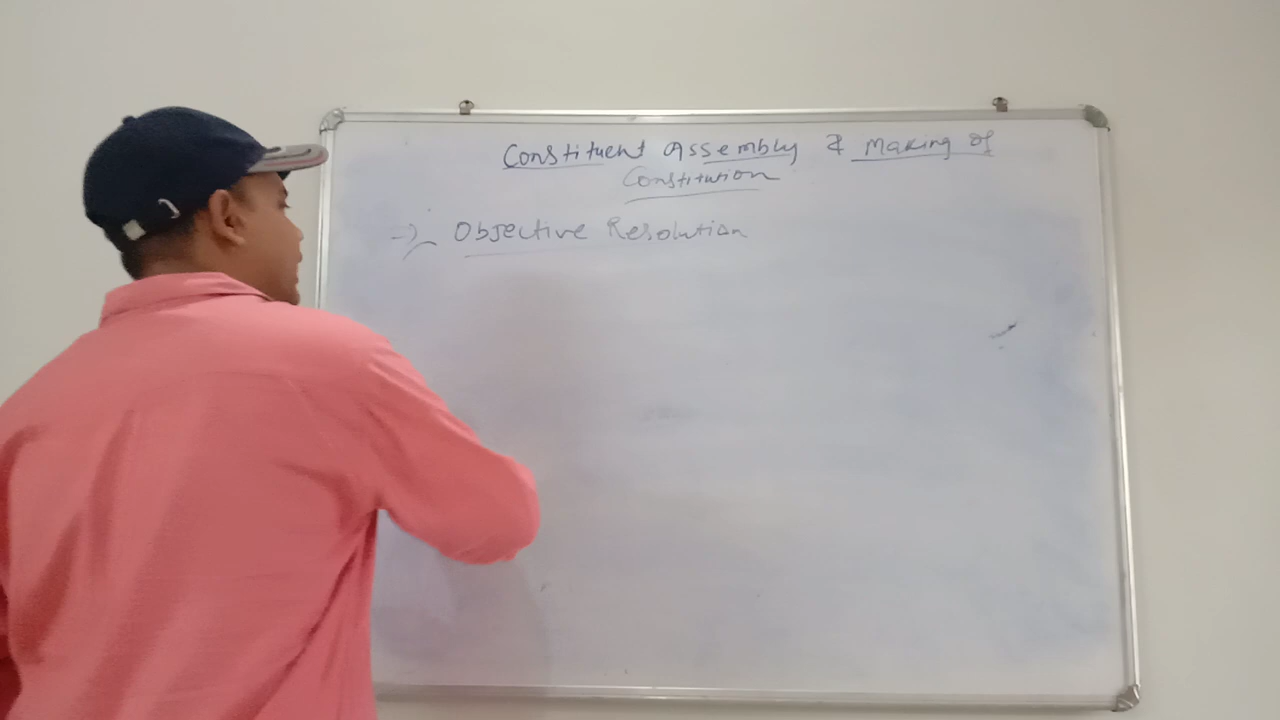 Constituent Assembly & Making of
Constitution
→ Objective Resolution